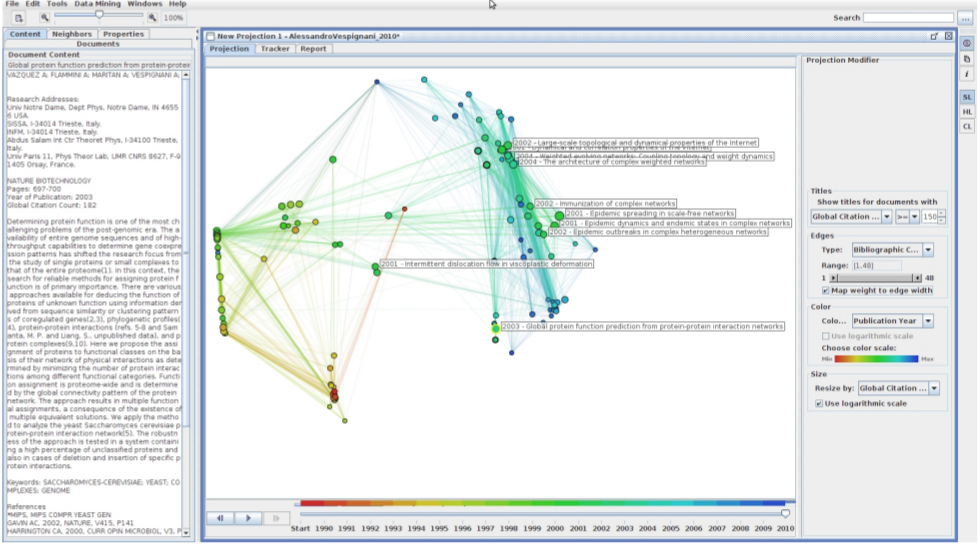 File Edit Tools Data Mining Windows Help
100%
Search
...
Content Neighbors Properties
Documents
Document Content
Global protein function prediction from protein-protei
VAZQUEZ A; FLAMMINI A; MARITAN A; VESPIGNANI A;
Research Addresses:
Univ Notre Dame, Dept Phys, Notre Dame, IN 4655
6 USA.
SISSA, I-34014 Trieste, Italy.
INFM, I-34014 Trieste, Italy.
Abdus Salam Int Ctr Theoret Phys, I-34100 Trieste,
Italy.
Univ Paris 11, Phys Theor Lab, UMR CNRS 8627, F-9
1405 Orsay, France.
NATURE BIOTECHNOLOGY
Pages: 697-700
Year of Publication: 2003
Global Citation Count: 182
Determining protein function is one of the most ch
allenging problems of the post-genomic era. The a
vailability of entire genome sequences and of high-
throughput capabilities to determine gene coexpre
ssion patterns has shifted the research focus from
the study of single proteins or small complexes to
that of the entire proteome(1). In this context, the
search for reliable methods for assigning protein f
unction is of primary importance. There are various
approaches available for deducing the function of
proteins of unknown function using information der
ived from sequence similarity or clustering pattern
s of co-regulated genes(2,3), phylogenetic profiles(
4), protein-protein interactions (refs. 5-8 and Sam
anta, M. P. and Liang, S., unpublished data), and p
rotein complexes(9,10). Here we propose the assi
gnment of proteins to functional classes on the ba
sis of their network of physical interactions as dete
rmined by minimizing the number of protein interac
tions among different functional categories. Functi
on assignment is proteome-wide and is determine
d by the global connectivity pattern of the protein
network. The approach results in multiple function
al assignments, a consequence of the existence of
multiple equivalent solutions. We apply the metho
d to analyze the yeast Saccharomyces cerevisiae p
rotein-protein interaction network(5). The robustn
ess of the approach is tested in a system containi
ng a high percentage of unclassified proteins and
also in cases of deletion and insertion of specific p
rotein interactions.
Keywords: SACCHAROMYCES-CEREVISIAE; YEAST; CO
MPLEXES; GENOME
References
*MIPS, MIPS COMPR YEAST GEN
GAVIN AC, 2002, NATURE, V415, P141
HARRINGTON CA, 2000, CURR OPIN MICROBIOL, V3, P
New Projection 1 - AlessandroVespignani_2010*
Projection Tracker Report
2002 - Large-scale topological and dynamical properties of the Internet
2004 - Weighted evolving networks: Coupling topology and weight dynamics
2004 - The architecture of complex weighted networks
2002 - Immunization of complex networks
2001 - Epidemic spreading in scale-free networks
2001 - Epidemic dynamics and endemic states in complex networks
2002 - Epidemic outbreaks in complex heterogeneous networks
2001 - Intermittent dislocation flow in viscoplastic deformation
2003 - Global protein function prediction from protein-protein interaction networks
Start 1990 1991 1992 1993 1994 1995 1996 1997 1998 1999 2000 2001 2002 2003 2004 2005 2006 2007 2008 2009 2010
Projection Modifier
Titles
Show titles for documents with
Global Citation ... >= 150
Edges
Type: Bibliographic C...
Range: [1,48]
1 48
Map weight to edge width
Color
Colo... Publication Year
Use logarithmic scale
Choose color scale:
Min Max
Size
Resize by: Global Citation ...
Use logarithmic scale
i
SL
HL
CL